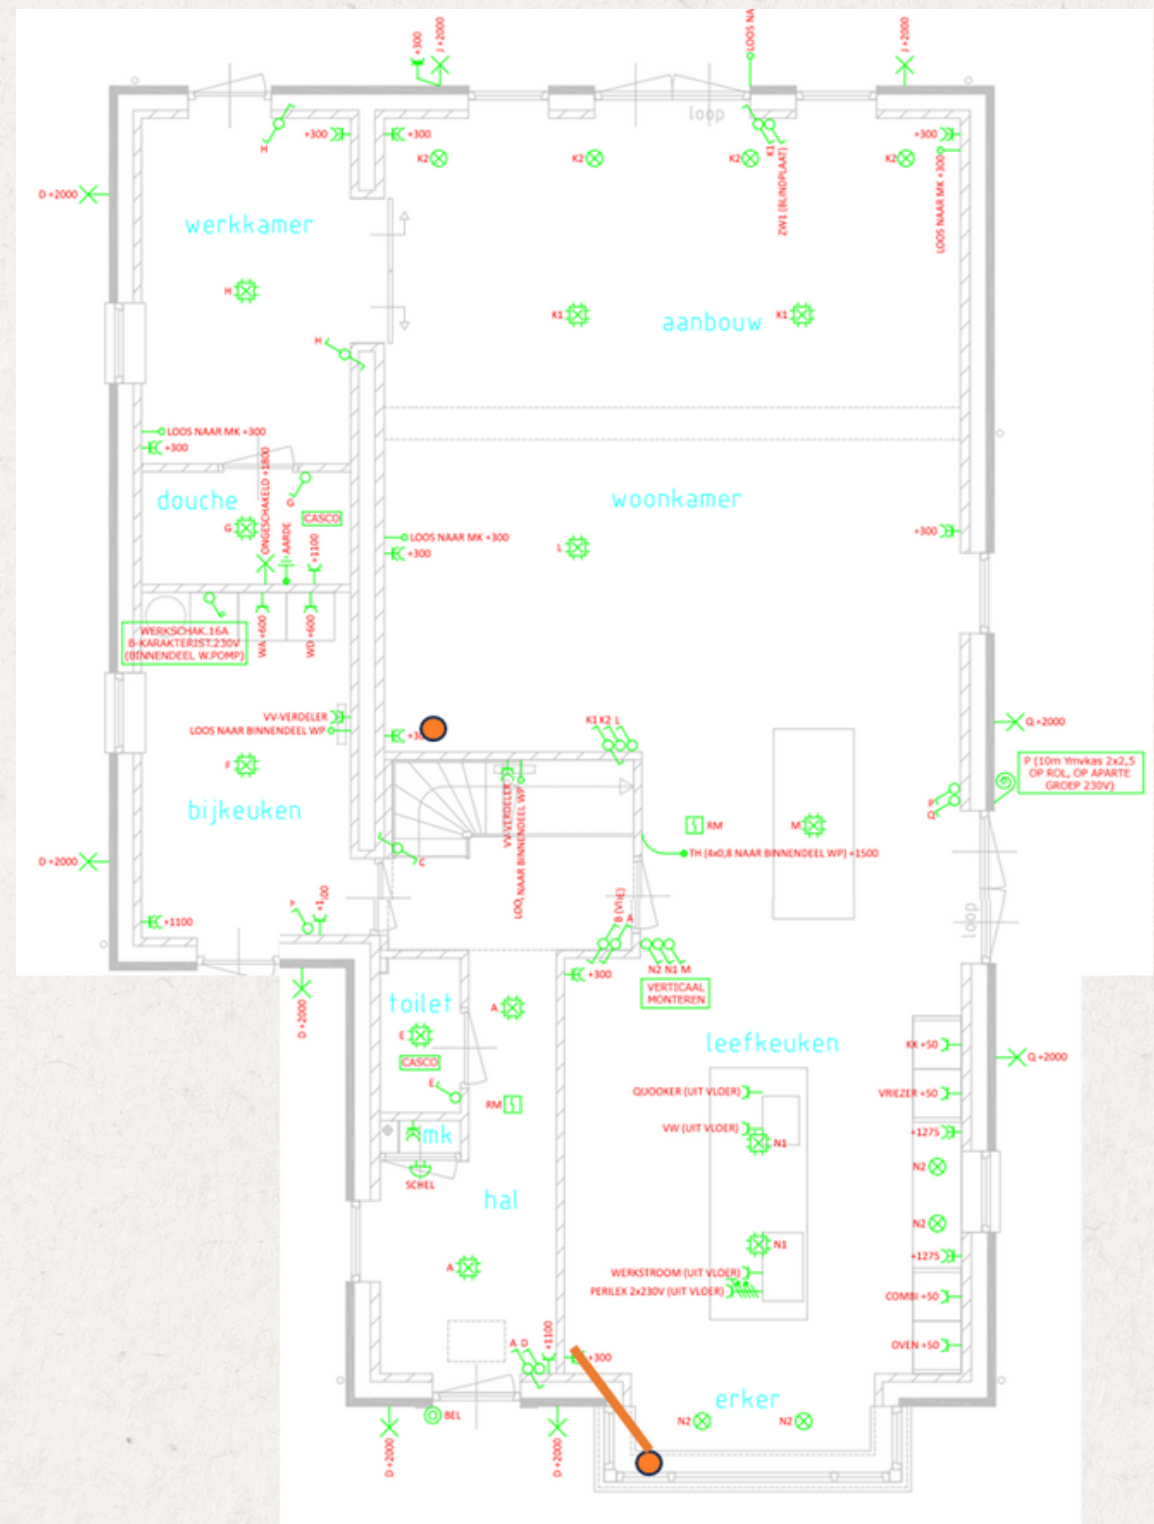 +300
J +2000
LOOS NA
J +2000
loop
H
+300
+300
K2
K2
K2
K1
ZW1 (BLINDPLAAT)
K2
+300
LOOS NAAR MK +300
D +2000
werkkamer
H
K1
K1
aanbouw
H
LOOS NAAR MK +300
+300
ONGESCHAKELD +1800
douche
G
G
CASCO
AARDE
+1100
woonkamer
LOOS NAAR MK +300
+300
L
+300
WERKSCHAK.16A
B-KARAKTERIST.230V
(BINNENDEEL W.POMP)
WA +600
WD +600
VV-VERDELER
LOOS NAAR BINNENDEEL WP
K1 K2 L
Q +2000
F
bijkeuken
VV-VERDELER
LOOS NAAR BINNENDEEL WP
P (10m Ymvkas 2x2,5
OP ROL, OP APARTE
GROEP 230V)
P
Q
RM
M
TH (4x0,8 NAAR BINNENDEEL WP) +1500
D +2000
C
F
+1100
B (VLIE)
A
loop
N2 N1 M
VERTICAAL
MONTEREN
+300
D +2000
toilet
A
E
CASCO
E
RM
leefkeuken
KK +50
Q +2000
QUOOKER (UIT VLOER)
VRIEZER +50
VW (UIT VLOER)
N1
+1275
mk
SCHEL
N2
hal
N2
N1
+1275
A
WERKSTROOM (UIT VLOER)
PERILEX 2x230V (UIT VLOER)
COMBI +50
A D
+1100
+300
OVEN +50
erker
BEL
N2
N2
D +2000
D +2000